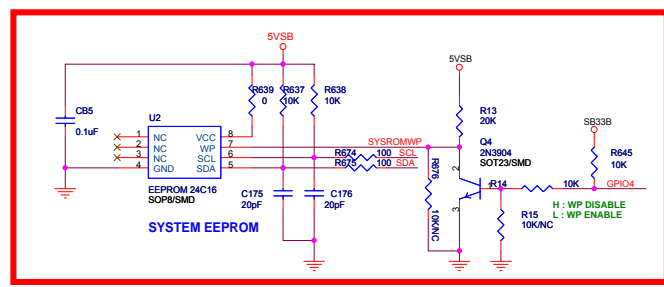 5VSB
5VSB
R639
0
R637
10K
R638
10K
CB5
0.1uF
R13
20K
SB33B
U2
1 NC VCC 8
2 NC WP 7
3 NC SCL 6
4 GND SDA 5
EEPROM 24C16
SOP8/SMD
SYSROMWP
R674 100 SCL
R675 100 SDA
Q4
2N3904
SOT23/SMD
R645
10K
2
1
3
R14
10K
GPIO4
R676
10K/NC
C175
20pF
C176
20pF
R15
10K/NC
H : WP DISABLE
L : WP ENABLE
SYSTEM EEPROM